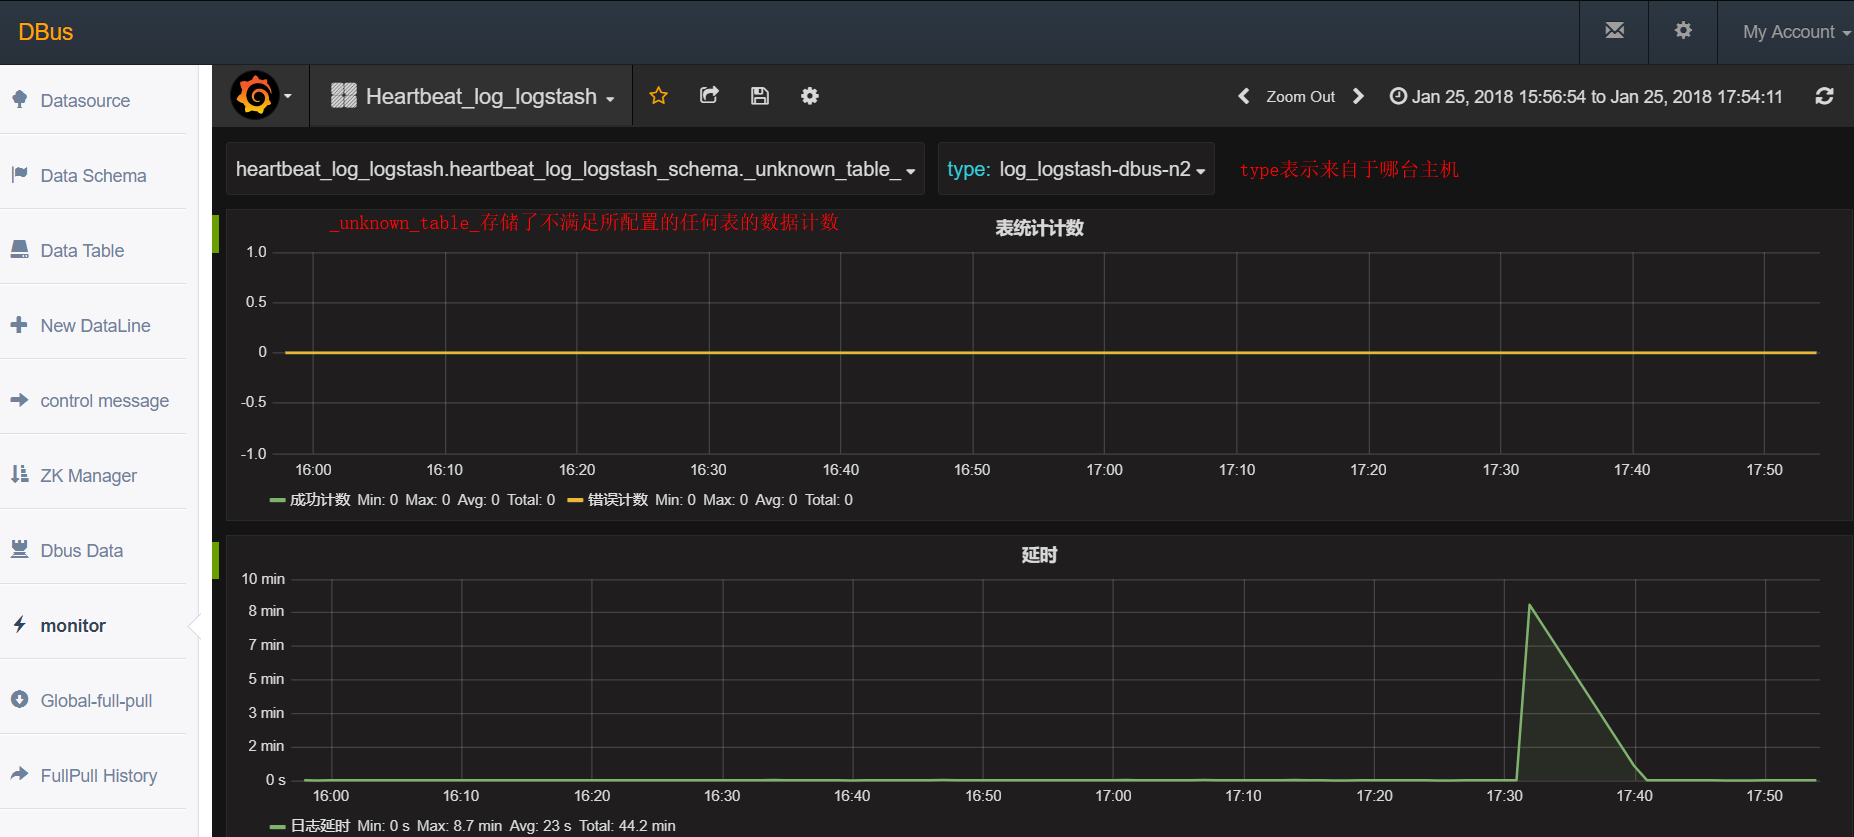 DBus
My Account
Datasource
Data Schema
Data Table
New DataLine
control message
ZK Manager
Dbus Data
monitor
Global-full-pull
FullPull History
Heartbeat_log_logstash
Zoom Out
Jan 25, 2018 15:56:54 to Jan 25, 2018 17:54:11
heartbeat_log_logstash.heartbeat_log_logstash_schema._unknown_table_
type: log_logstash-dbus-n2
type表示来自于哪台主机
_unknown_table_存储了不满足所配置的任何表的数据计数
表统计计数
1.0
0.5
0
-0.5
-1.0
16:00 16:10 16:20 16:30 16:40 16:50 17:00 17:10 17:20 17:30 17:40 17:50
成功计数 Min: 0 Max: 0 Avg: 0 Total: 0 错误计数 Min: 0 Max: 0 Avg: 0 Total: 0
延时
10 min
8 min
7 min
5 min
3 min
2 min
0 s
16:00 16:10 16:20 16:30 16:40 16:50 17:00 17:10 17:20 17:30 17:40 17:50
日志延时 Min: 0 s Max: 8.7 min Avg: 23 s Total: 44.2 min